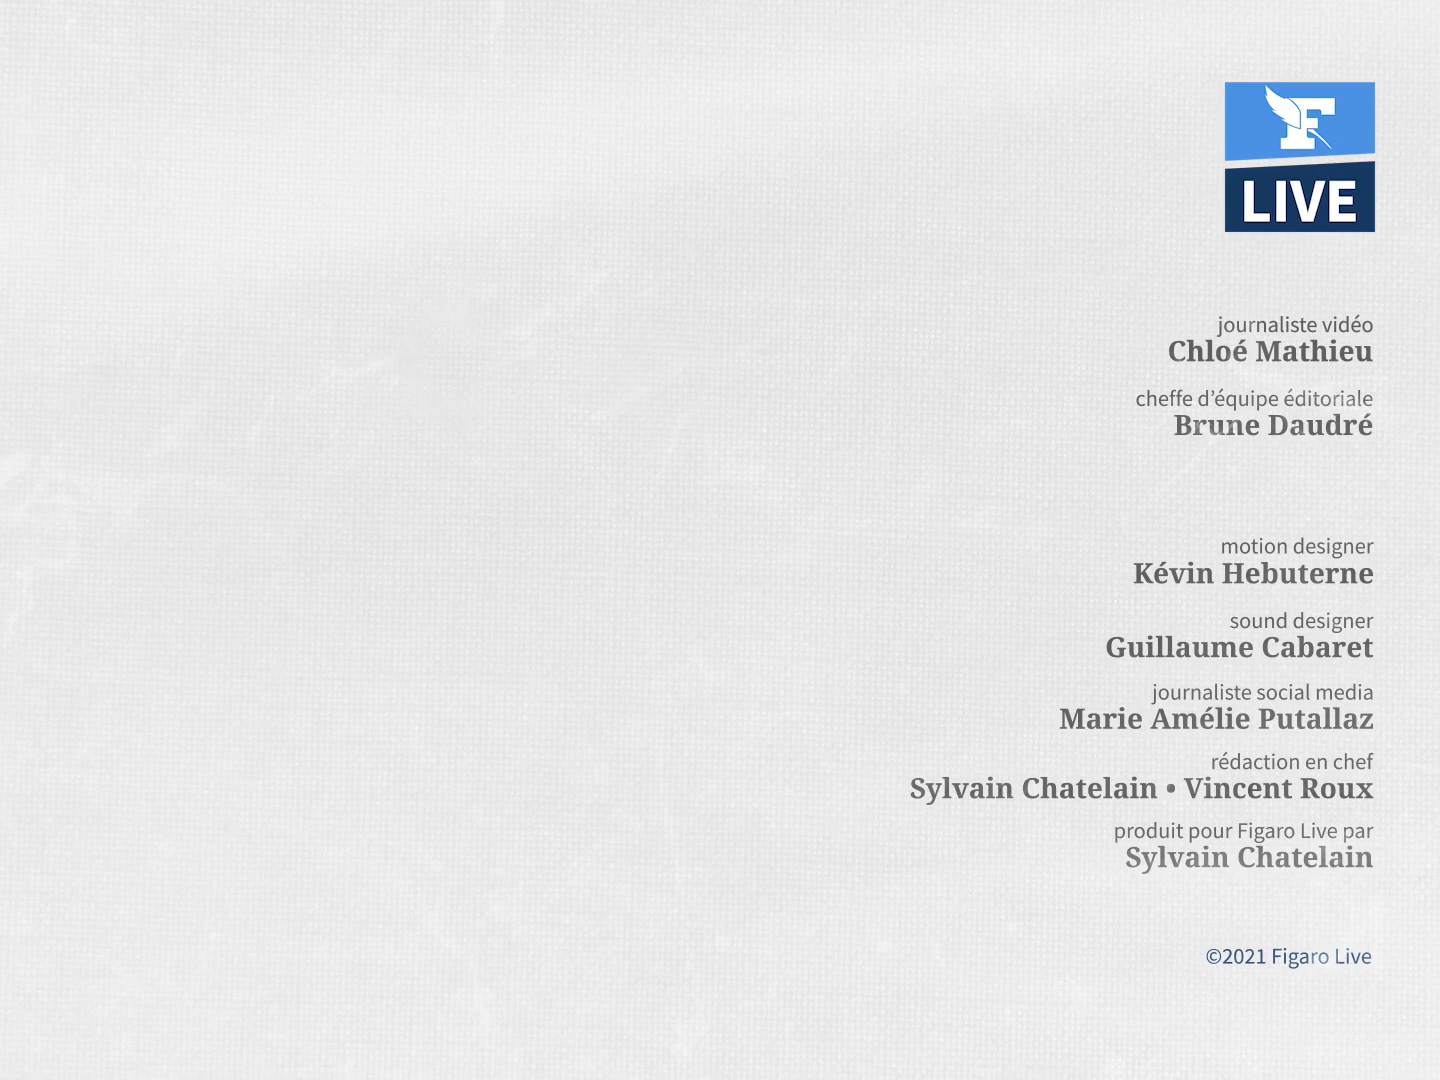 F
LIVE
journaliste vidéo
Chloé Mathieu
cheffe d’équipe éditoriale
Brune Daudré
motion designer
Kévin Hebuterne
sound designer
Guillaume Cabaret
journaliste social media
Marie Amélie Putallaz
rédaction en chef
Sylvain Chatelain • Vincent Roux
produit pour Figaro Live par
Sylvain Chatelain
©2021 Figaro Live